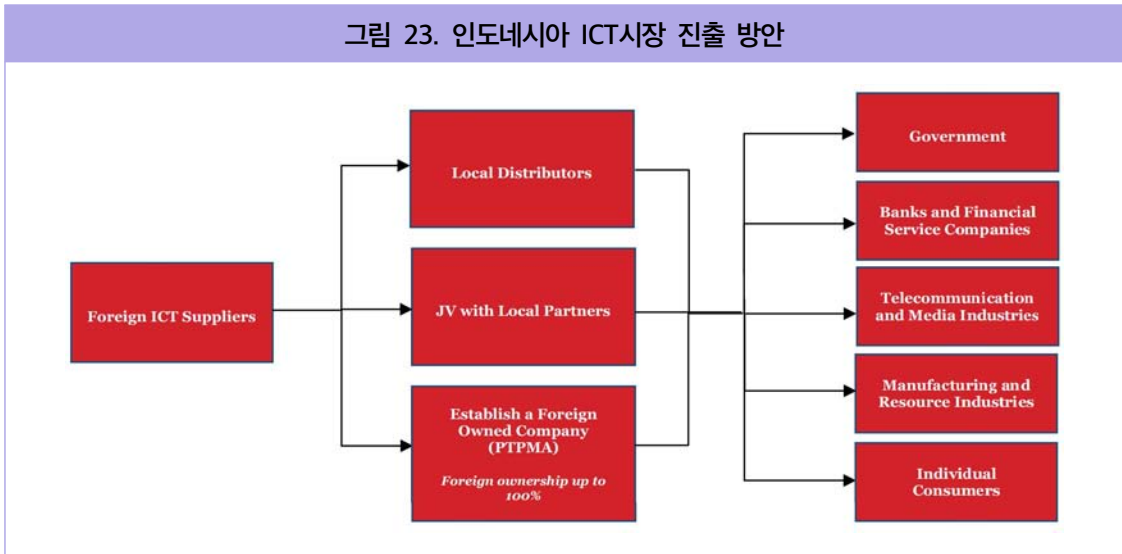 그림 23. 인도네시아 ICT시장 진출 방안
Foreign ICT Suppliers
Local Distributors
JV with Local Partners
Establish a Foreign
Owned Company
(PTPMA)
Foreign ownership up to
100%
Government
Banks and Financial
Service Companies
Telecommunication
and Media Industries
Manufacturing and
Resource Industries
Individual
Consumers